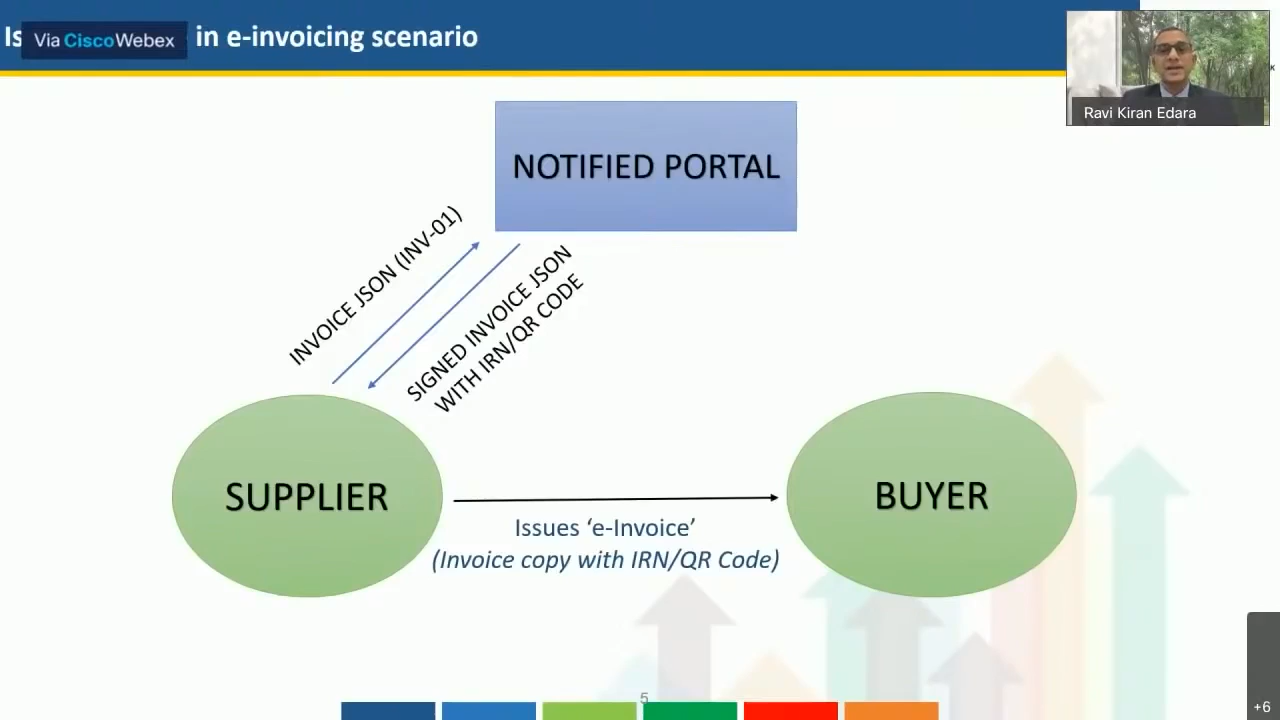 Is
Via CiscoWebex
in e-invoicing scenario
Ravi Kiran Edara
NOTIFIED PORTAL
INVOICE JSON (INV-01)
SIGNED INVOICE JSON
WITH IRN/QR CODE
SUPPLIER
BUYER
Issues ‘e-Invoice’
(Invoice copy with IRN/QR Code)
5
+6